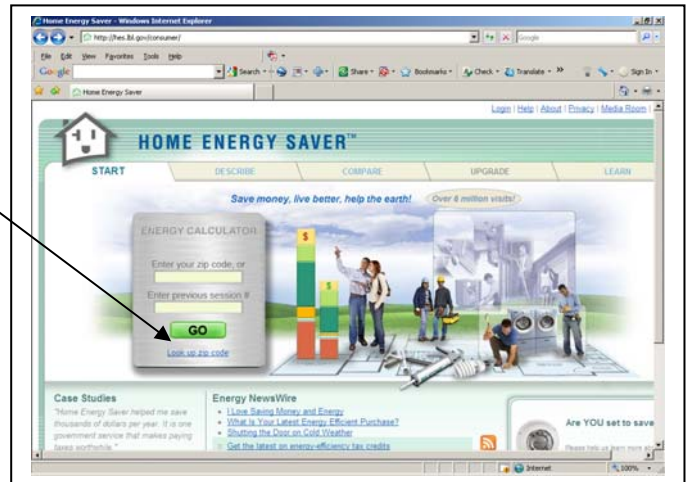 Home Energy Saver - Windows Internet Explorer
http://hes.lbl.gov/consumer/
Google
File Edit View Favorites Tools Help
Google Search Share Bookmarks Check Translate Sign In
Home Energy Saver
Login | Help | About | Privacy | Media Room |
HOME ENERGY SAVER™
START DESCRIBE COMPARE UPGRADE LEARN
Save money, live better, help the earth! Over 6 million visits!
ENERGY CALCULATOR
Enter your zip code, or
Enter previous session #
GO
Look up zip code
$
$
Case Studies
"Home Energy Saver helped me save
thousands of dollars per year. It is one
government service that makes paying
taxes worthwhile."
Energy NewsWire
I Love Saving Money and Energy
What Is Your Latest Energy Efficient Purchase?
Shutting the Door on Cold Weather
Get the latest on energy-efficiency tax credits
Are YOU set to save
Please help us learn more
Internet
100%